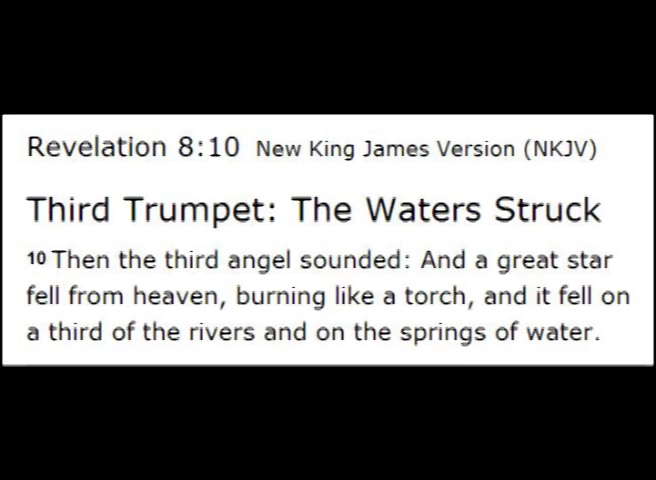 Revelation 8:10 New King James Version (NKJV)
Third Trumpet: The Waters Struck
10 Then the third angel sounded: And a great star
fell from heaven, burning like a torch, and it fell on
a third of the rivers and on the springs of water.